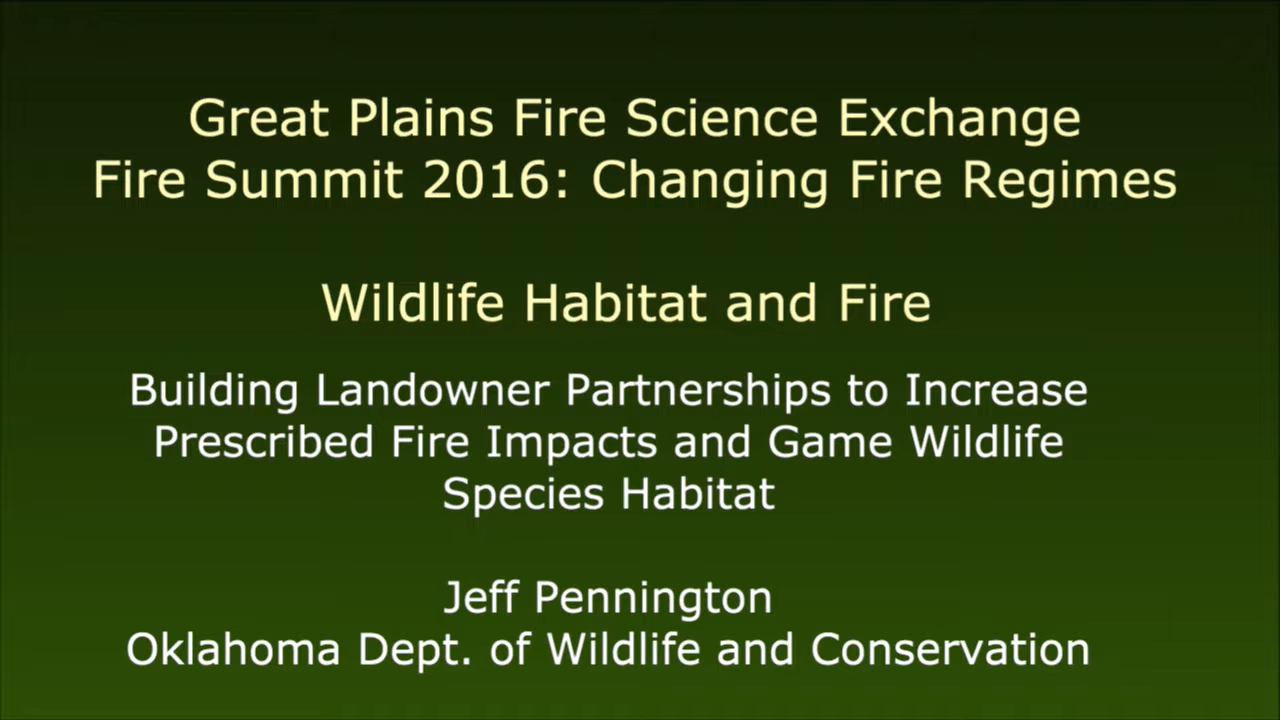 Great Plains Fire Science Exchange
Fire Summit 2016: Changing Fire Regimes
Wildlife Habitat and Fire
Building Landowner Partnerships to Increase
Prescribed Fire Impacts and Game Wildlife
Species Habitat
Jeff Pennington
Oklahoma Dept. of Wildlife and Conservation